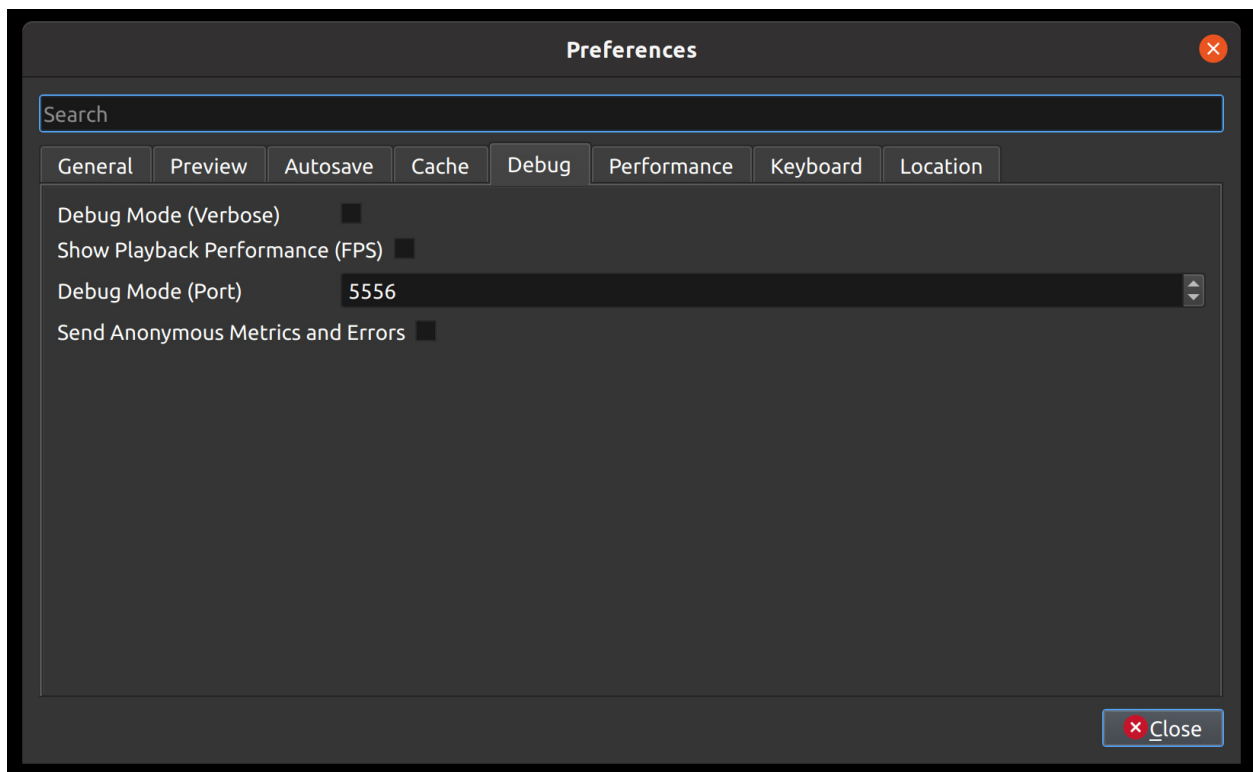 Preferences
Search
General Preview Autosave Cache Debug Performance Keyboard Location
Debug Mode (Verbose)
Show Playback Performance (FPS)
Debug Mode (Port) 5556
Send Anonymous Metrics and Errors
Close